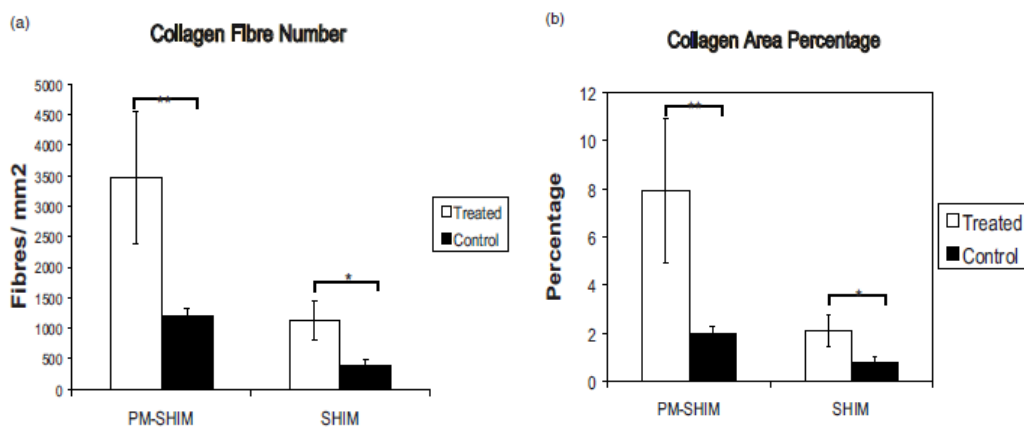 (a)
Collagen Fibre Number
Fibres/ mm2
5000
4500
4000
3500
3000
2500
2000
1500
1000
500
0
**
*
PM-SHIM
SHIM
Treated
Control
(b)
Collagen Area Percentage
Percentage
12
10
8
6
4
2
0
**
*
PM-SHIM
SHIM
Treated
Control